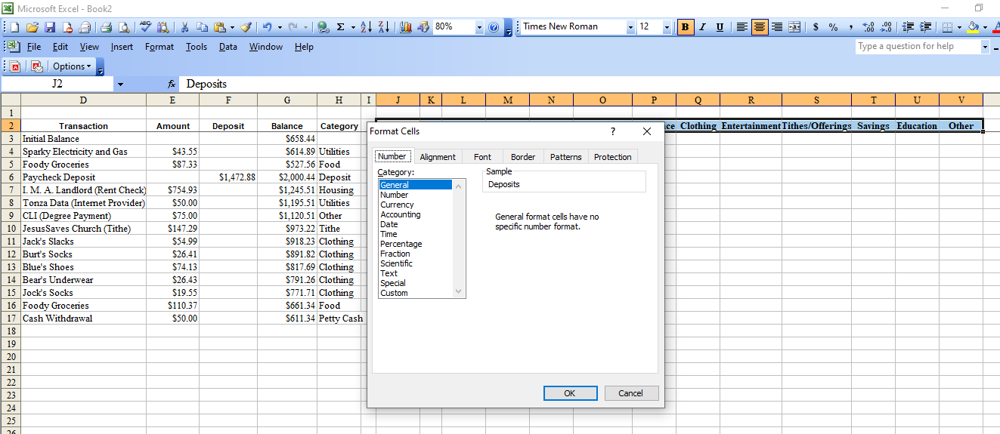 Microsoft Excel - Book2
ABC Σ A Z Z A 80% Times New Roman 12 B I U $ % , .00 .0
File Edit View Insert Format Tools Data Window Help Type a question for help
Options
J2 fx Deposits
D E F G H I J K L M N O P Q R S T U V
1
2 Transaction Amount Deposit Balance Category Clothing Entertainment Tithes/Offerings Savings Education Other
3 Initial Balance $658.44
4 Sparky Electricity and Gas $43.55 $614.89 Utilities
5 Foody Groceries $87.33 $527.56 Food
6 Paycheck Deposit $1,472.88 $2,000.44 Deposit
7 I. M. A. Landlord (Rent Check) $754.93 $1,245.51 Housing
8 Tonza Data (Internet Provider) $50.00 $1,195.51 Utilities
9 CLI (Degree Payment) $75.00 $1,120.51 Other
10 JesusSaves Church (Tithe) $147.29 $973.22 Tithe
11 Jack's Slacks $54.99 $918.23 Clothing
12 Burt's Socks $26.41 $891.82 Clothing
13 Blue's Shoes $74.13 $817.69 Clothing
14 Bear's Underwear $26.43 $791.26 Clothing
15 Jock's Socks $19.55 $771.71 Clothing
16 Foody Groceries $110.37 $661.34 Food
17 Cash Withdrawal $50.00 $611.34 Petty Cash
18
19
20
21
22
23
24
25
26
Format Cells ?
Number Alignment Font Border Patterns Protection
Category:
General
Number
Currency
Accounting
Date
Time
Percentage
Fraction
Scientific
Text
Special
Custom
Sample
Deposits
General format cells have no
specific number format.
OK Cancel